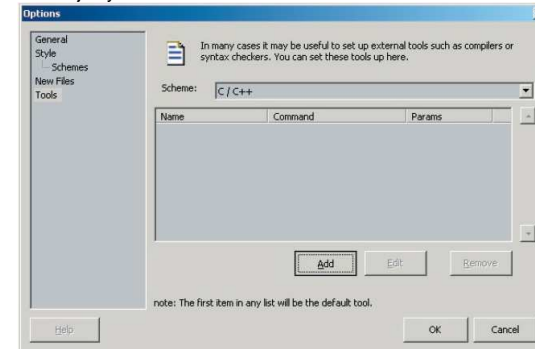 Options
General
Style
Schemes
New Files
Tools
In many cases it may be useful to set up external tools such as compilers or
syntax checkers. You can set these tools up here.
Scheme: C / C++
Name Command Params
Add Edit Remove
note: The first item in any list will be the default tool.
Help OK Cancel